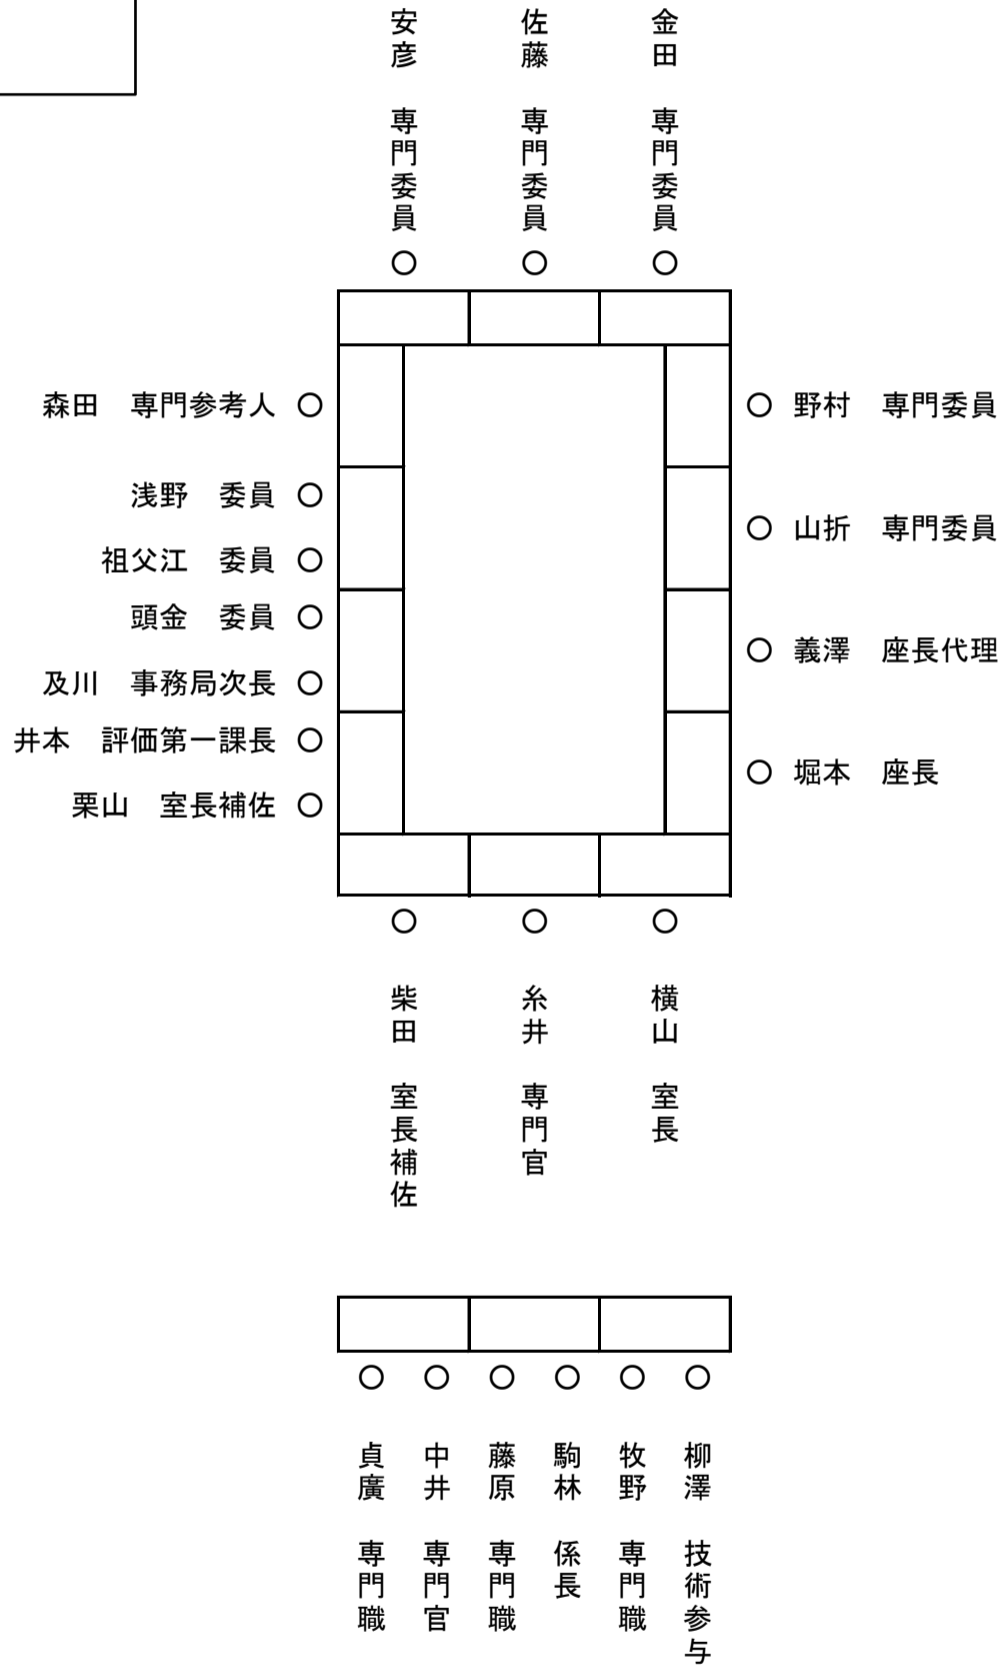 安彦　専門委員
佐藤　専門委員
金田　専門委員
森田　専門参考人
浅野　委員
祖父江　委員
頭金　委員
及川　事務局次長
井本　評価第一課長
栗山　室長補佐
野村　専門委員
山折　専門委員
義澤　座長代理
堀本　座長
柴田　室長補佐
糸井　専門官
横山　室長
貞廣　専門職
中井　専門官
藤原　専門職
駒林　係長
牧野　専門職
柳澤　技術参与